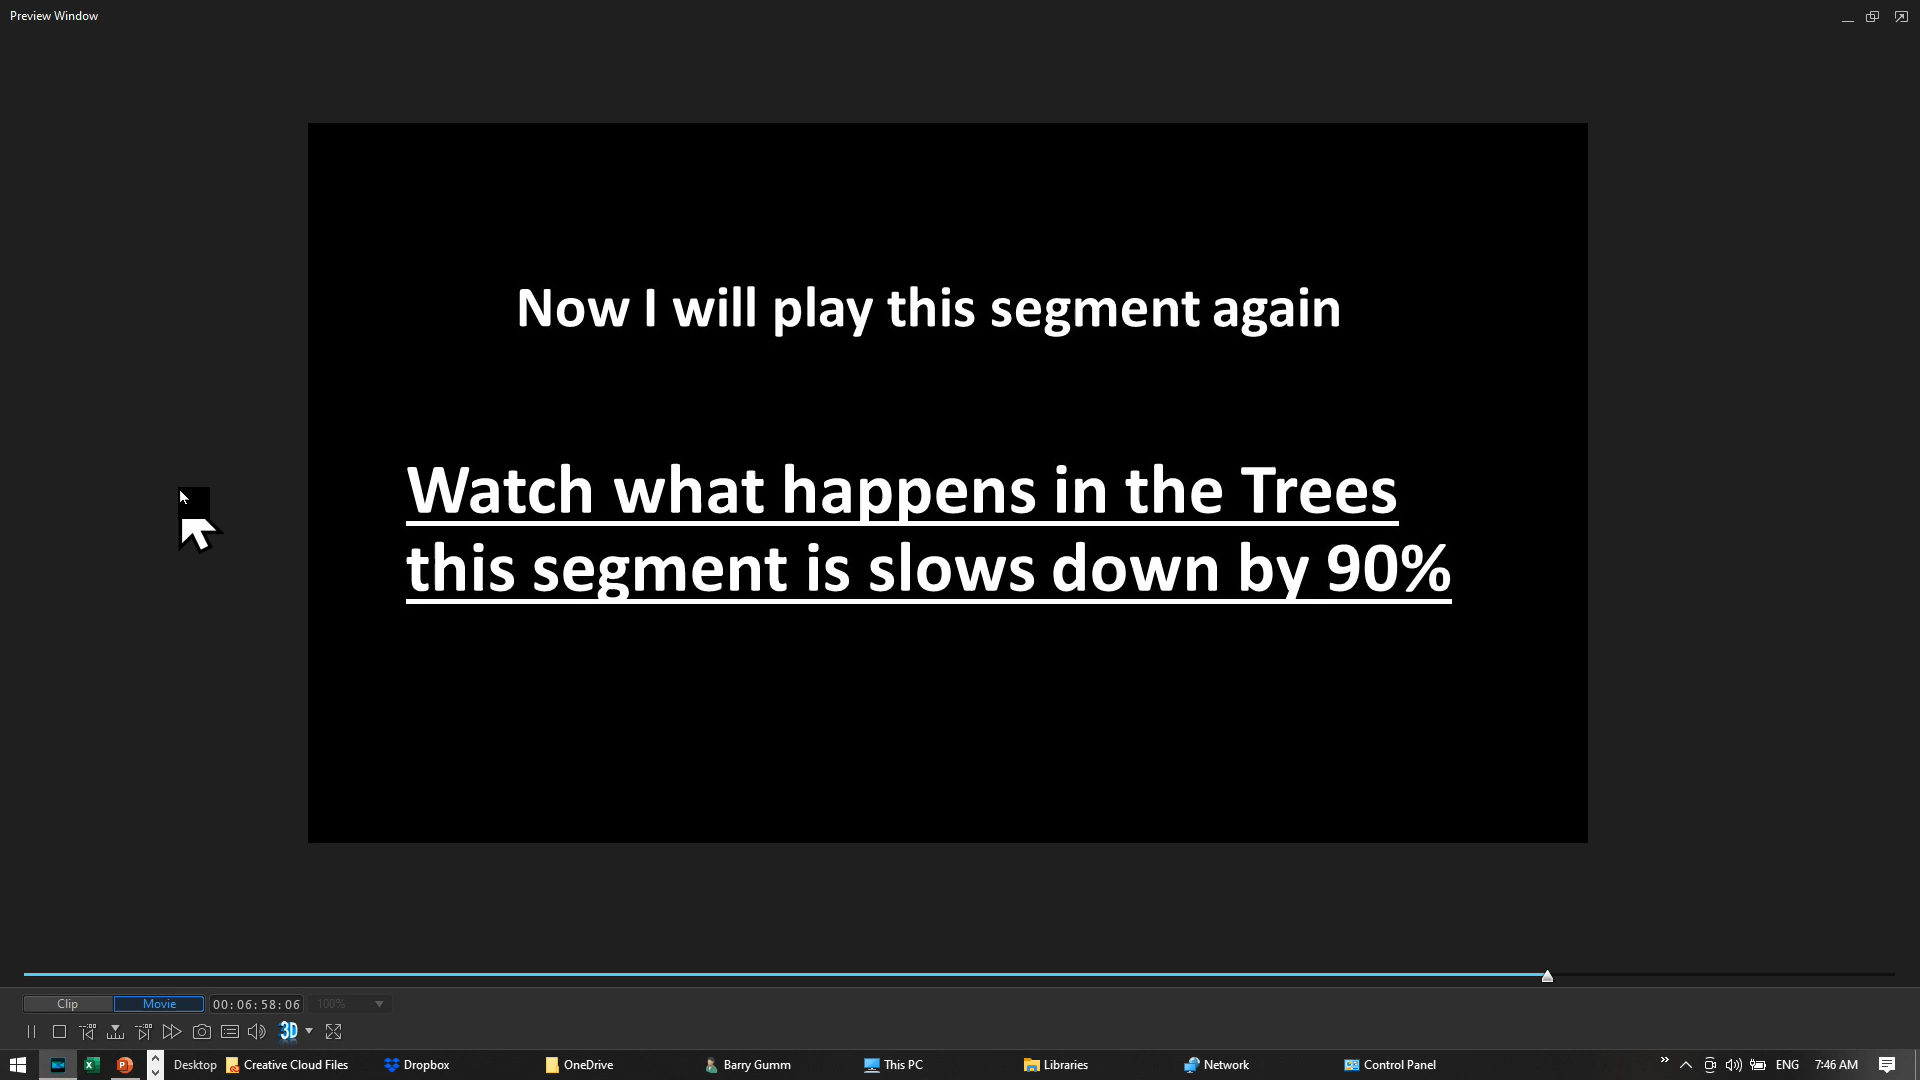 Preview Window
Now I will play this segment again
Watch what happens in the Trees
this segment is slows down by 90%
Clip Movie 00:06:58:06 100%
3D
Desktop Creative Cloud Files Dropbox OneDrive Barry Gumm This PC Libraries Network Control Panel ENG 7:46 AM